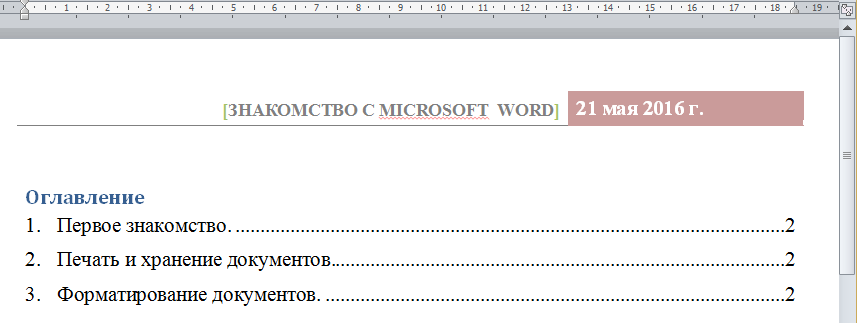 1 2 3 4 5 6 7 8 9 10 11 12 13 14 15 16 17 18 19
[ЗНАКОМСТВО С MICROSOFT WORD] 21 мая 2016 г.
Оглавление
1. Первое знакомство. ........................................................................................................2
2. Печать и хранение документов.....................................................................................2
3. Форматирование документов. ......................................................................................2